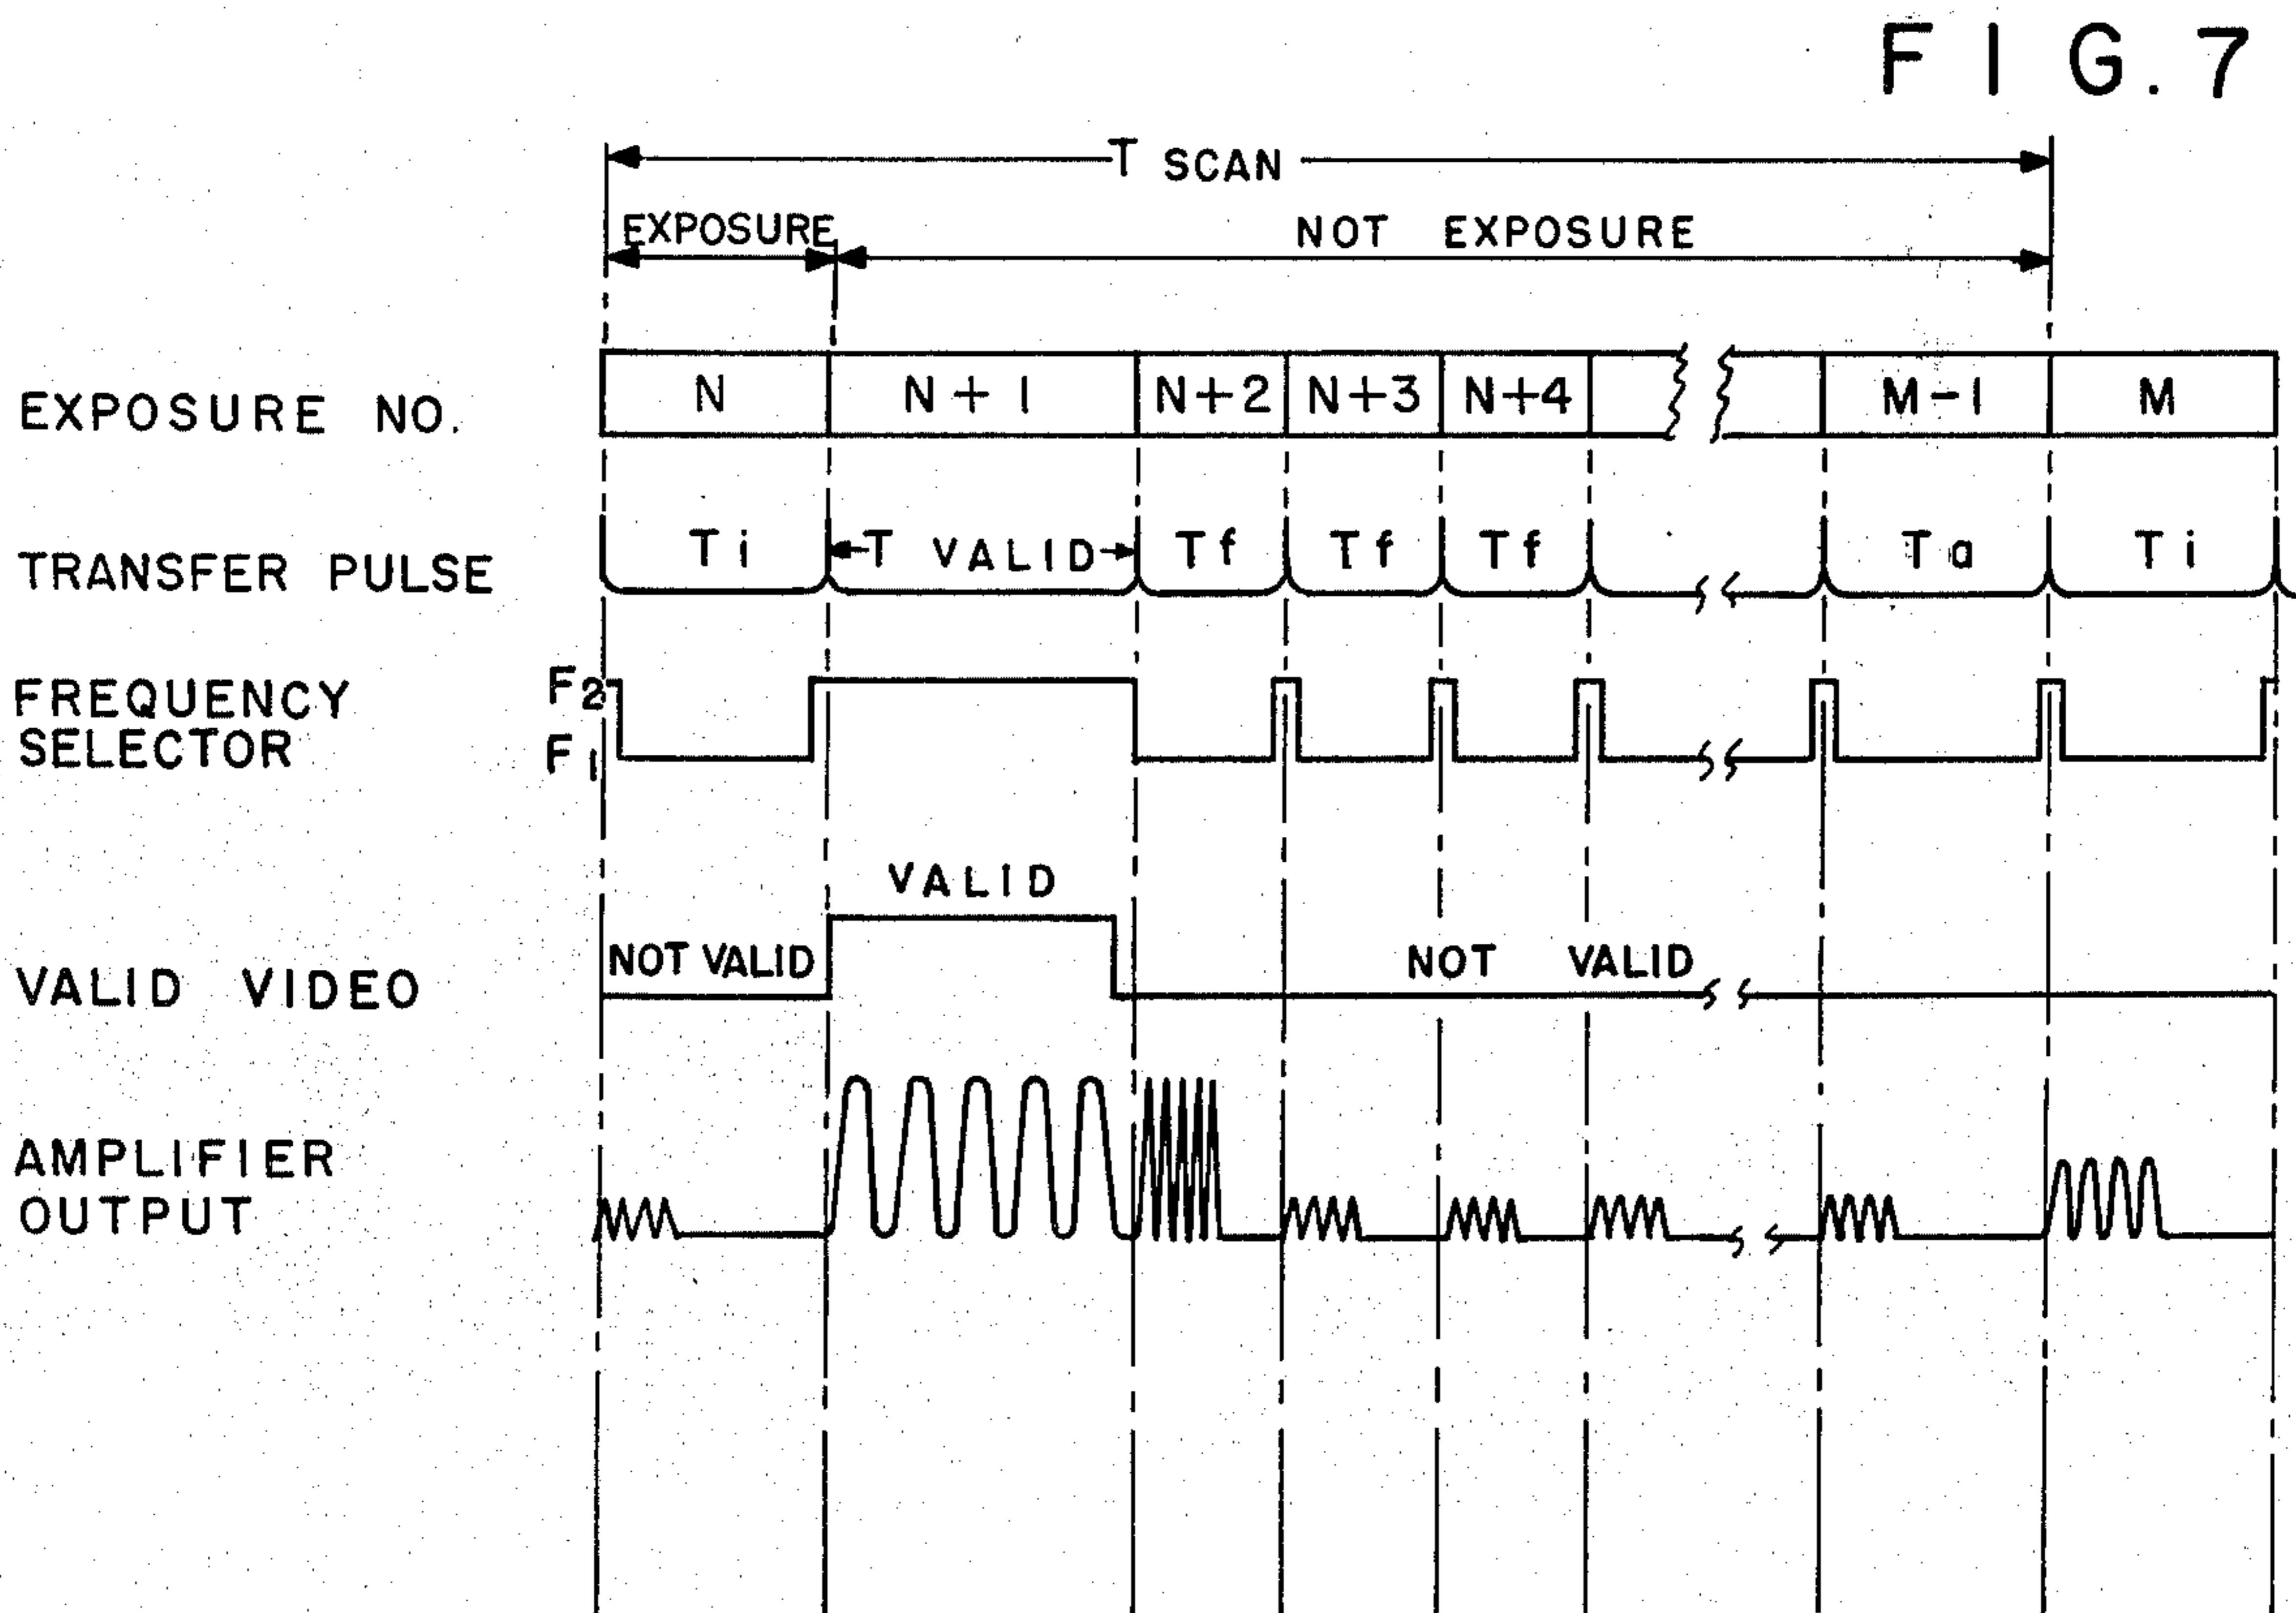 FIG. 7
T SCAN
EXPOSURE NOT EXPOSURE
EXPOSURE NO. N N+1 N+2 N+3 N+4 M-1 M
TRANSFER PULSE Ti T VALID Tf Tf Tf Ta Ti
FREQUENCY SELECTOR F2 F1
VALID
VALID VIDEO NOT VALID NOT VALID
AMPLIFIER OUTPUT